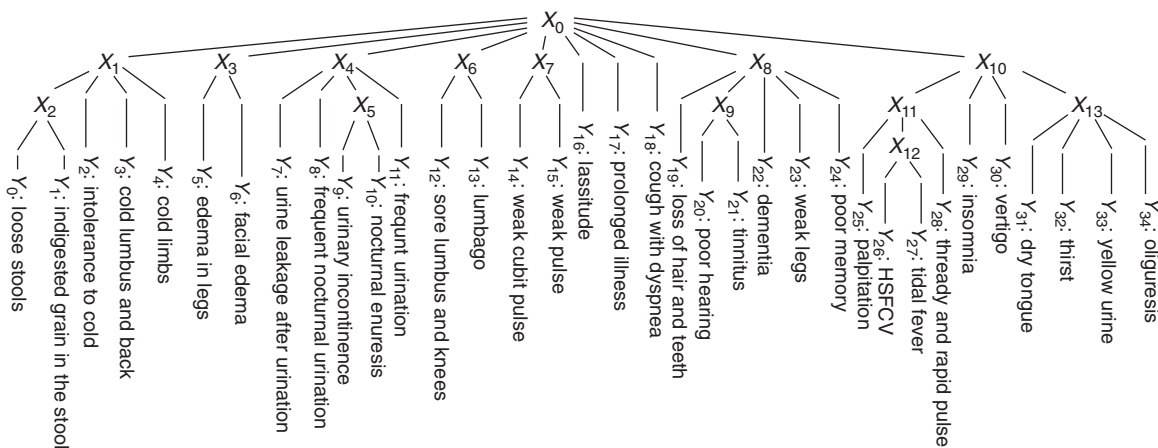 X0
X1
X3
X4
X6
X7
X8
X10
X2
X5
X9
X11
X13
X12
Y0: loose stools
Y1: indigested grain in the stool
Y2: intolerance to cold
Y3: cold lumbus and back
Y4: cold limbs
Y5: edema in legs
Y6: facial edema
Y7: urine leakage after urination
Y8: frequent nocturnal urination
Y9: urinary incontinence
Y10: nocturnal enuresis
Y11: frequnt urination
Y12: sore lumbus and knees
Y13: lumbago
Y14: weak cubit pulse
Y15: weak pulse
Y16: lassitude
Y17: prolonged illness
Y18: cough with dyspnea
Y19: loss of hair and teeth
Y20: poor hearing
Y21: tinnitus
Y22: dementia
Y23: weak legs
Y24: poor memory
Y25: palpitation
Y26: HSFCV
Y27: tidal fever
Y28: thready and rapid pulse
Y29: insomnia
Y30: vertigo
Y31: dry tongue
Y32: thirst
Y33: yellow urine
Y34: oliguresis